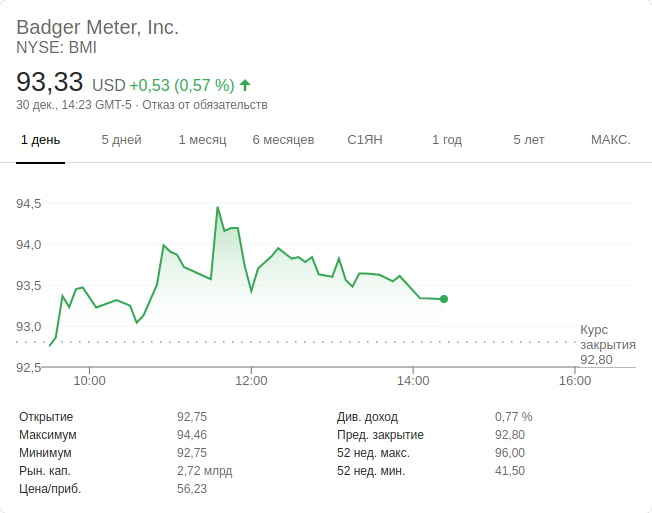 Badger Meter, Inc.
NYSE: BMI
93,33 USD +0,53 (0,57 %)
30 дек., 14:23 GMT-5 · Отказ от обязательств
1 день 5 дней 1 месяц 6 месяцев С1ЯН 1 год 5 лет МАКС.
94,5
94,0
93,5
93,0
92,5
Курс
закрытия
92,80
10:00 12:00 14:00 16:00
Открытие 92,75 Див. доход 0,77 %
Максимум 94,46 Пред. закрытие 92,80
Минимум 92,75 52 нед. макс. 96,00
Рын. кап. 2,72 млрд 52 нед. мин. 41,50
Цена/приб. 56,23